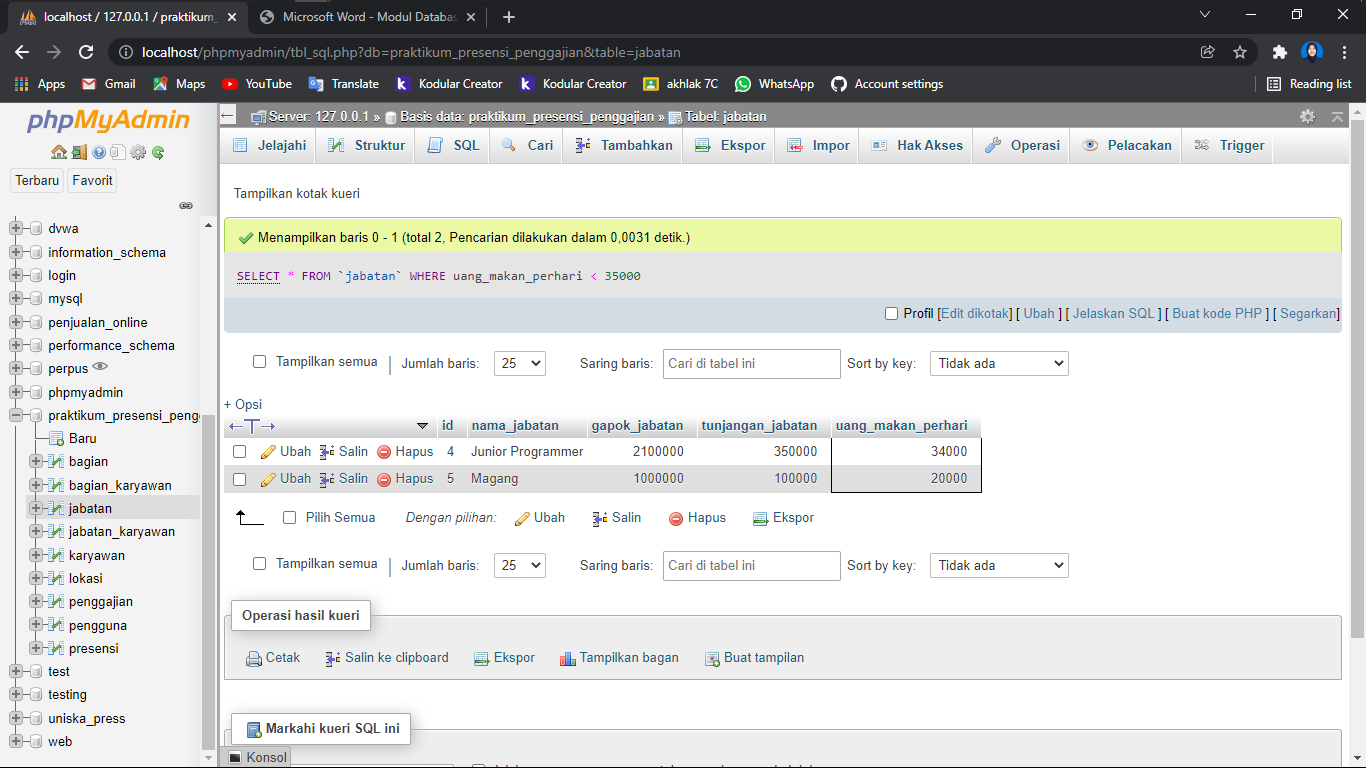 localhost / 127.0.0.1 / praktikum_
Microsoft Word - Modul Databas
localhost/phpmyadmin/tbl_sql.php?db=praktikum_presensi_penggajian&table=jabatan
Apps Gmail Maps YouTube Translate Kodular Creator Kodular Creator akhlak 7C WhatsApp Account settings Reading list
phpMyAdmin
Terbaru Favorit
dvwa
information_schema
login
mysql
penjualan_online
performance_schema
perpus
phpmyadmin
praktikum_presensi_peng
Baru
bagian
bagian_karyawan
jabatan
jabatan_karyawan
karyawan
lokasi
penggajian
pengguna
presensi
test
testing
uniska_press
web
Server: 127.0.0.1 » Basis data: praktikum_presensi_penggajian » Tabel: jabatan
Jelajahi Struktur SQL Cari Tambahkan Ekspor Impor Hak Akses Operasi Pelacakan Trigger
Tampilkan kotak kueri
Menampilkan baris 0 - 1 (total 2, Pencarian dilakukan dalam 0,0031 detik.)
SELECT * FROM `jabatan` WHERE uang_makan_perhari < 35000
Profil [Edit dikotak] [ Ubah ] [ Jelaskan SQL ] [ Buat kode PHP ] [ Segarkan]
Tampilkan semua | Jumlah baris: 25 Saring baris: Cari di tabel ini Sort by key: Tidak ada
+ Opsi
←T→ id nama_jabatan gapok_jabatan tunjangan_jabatan uang_makan_perhari
Ubah Salin Hapus 4 Junior Programmer 2100000 350000 34000
Ubah Salin Hapus 5 Magang 1000000 100000 20000
Pilih Semua Dengan pilihan: Ubah Salin Hapus Ekspor
Tampilkan semua | Jumlah baris: 25 Saring baris: Cari di tabel ini Sort by key: Tidak ada
Operasi hasil kueri
Cetak Salin ke clipboard Ekspor Tampilkan bagan Buat tampilan
Markahi kueri SQL ini
Konsol